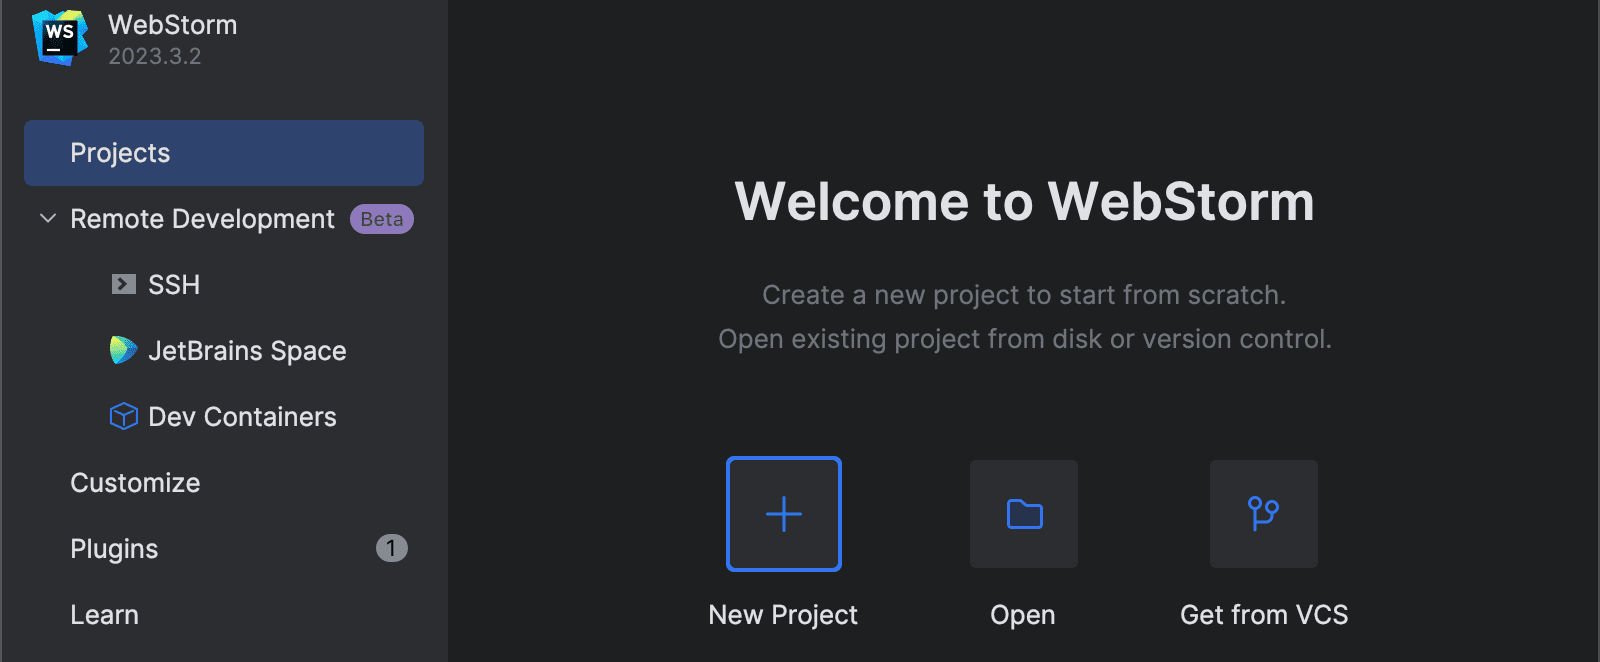 WS
WebStorm
2023.3.2
Projects
Remote Development Beta
SSH
JetBrains Space
Dev Containers
Customize
Plugins 1
Learn
Welcome to WebStorm
Create a new project to start from scratch.
Open existing project from disk or version control.
New Project
Open
Get from VCS